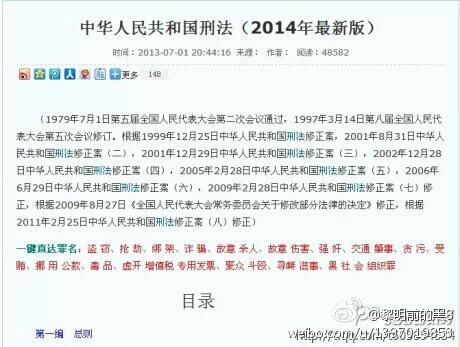 中华人民共和国刑法（2014年最新版）
时间：2013-07-01 20:44:16 来源： 作者： 阅读：48582
更多 148
（1979年7月1日第五届全国人民代表大会第二次会议通过，1997年3月14日第八届全国人民代
表大会第五次会议修订。根据1999年12月25日中华人民共和国刑法修正案，2001年8月31日中华人
民共和国刑法修正案（二），2001年12月29日中华人民共和国刑法修正案（三），2002年12月28
日中华人民共和国刑法修正案（四），2005年2月28日中华人民共和国刑法修正案（五），2006年
6月29日中华人民共和国刑法修正案（六），2009年2月28日中华人民共和国刑法修正案（七）修
正，根据2009年8月27日《全国人民代表大会常务委员会关于修改部分法律的决定》修正，根据
2011年2月25日中华人民共和国刑法修正案（八）修正）
一键直达罪名：盗 窃、抢 劫、绑 架、诈 骗、故意 杀人、故意 伤害、强 奸、交通 肇事、贪 污、受
贿、挪 用 公款、毒 品、虚开 增值税 专用发票、聚众 斗殴、寻衅 滋事、黑 社 会 组织罪
目录
第一编 总则
@黎明前的黑8